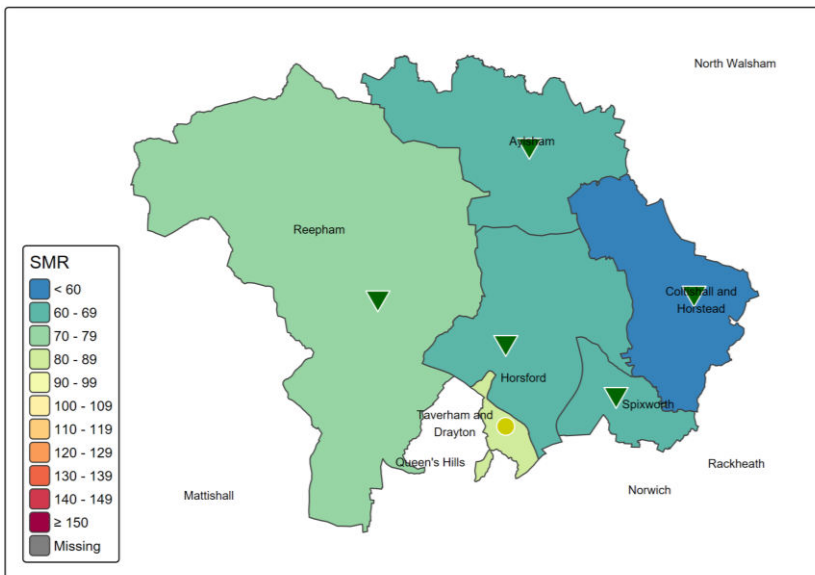 North Walsham
Aylsham
Reepham
SMR
< 60
60 - 69
70 - 79
80 - 89
90 - 99
100 - 109
110 - 119
120 - 129
130 - 139
140 - 149
≥ 150
Missing
Coltishall and
Horstead
Horsford
Spixworth
Taverham and
Drayton
Queen's Hills
Rackheath
Mattishall
Norwich